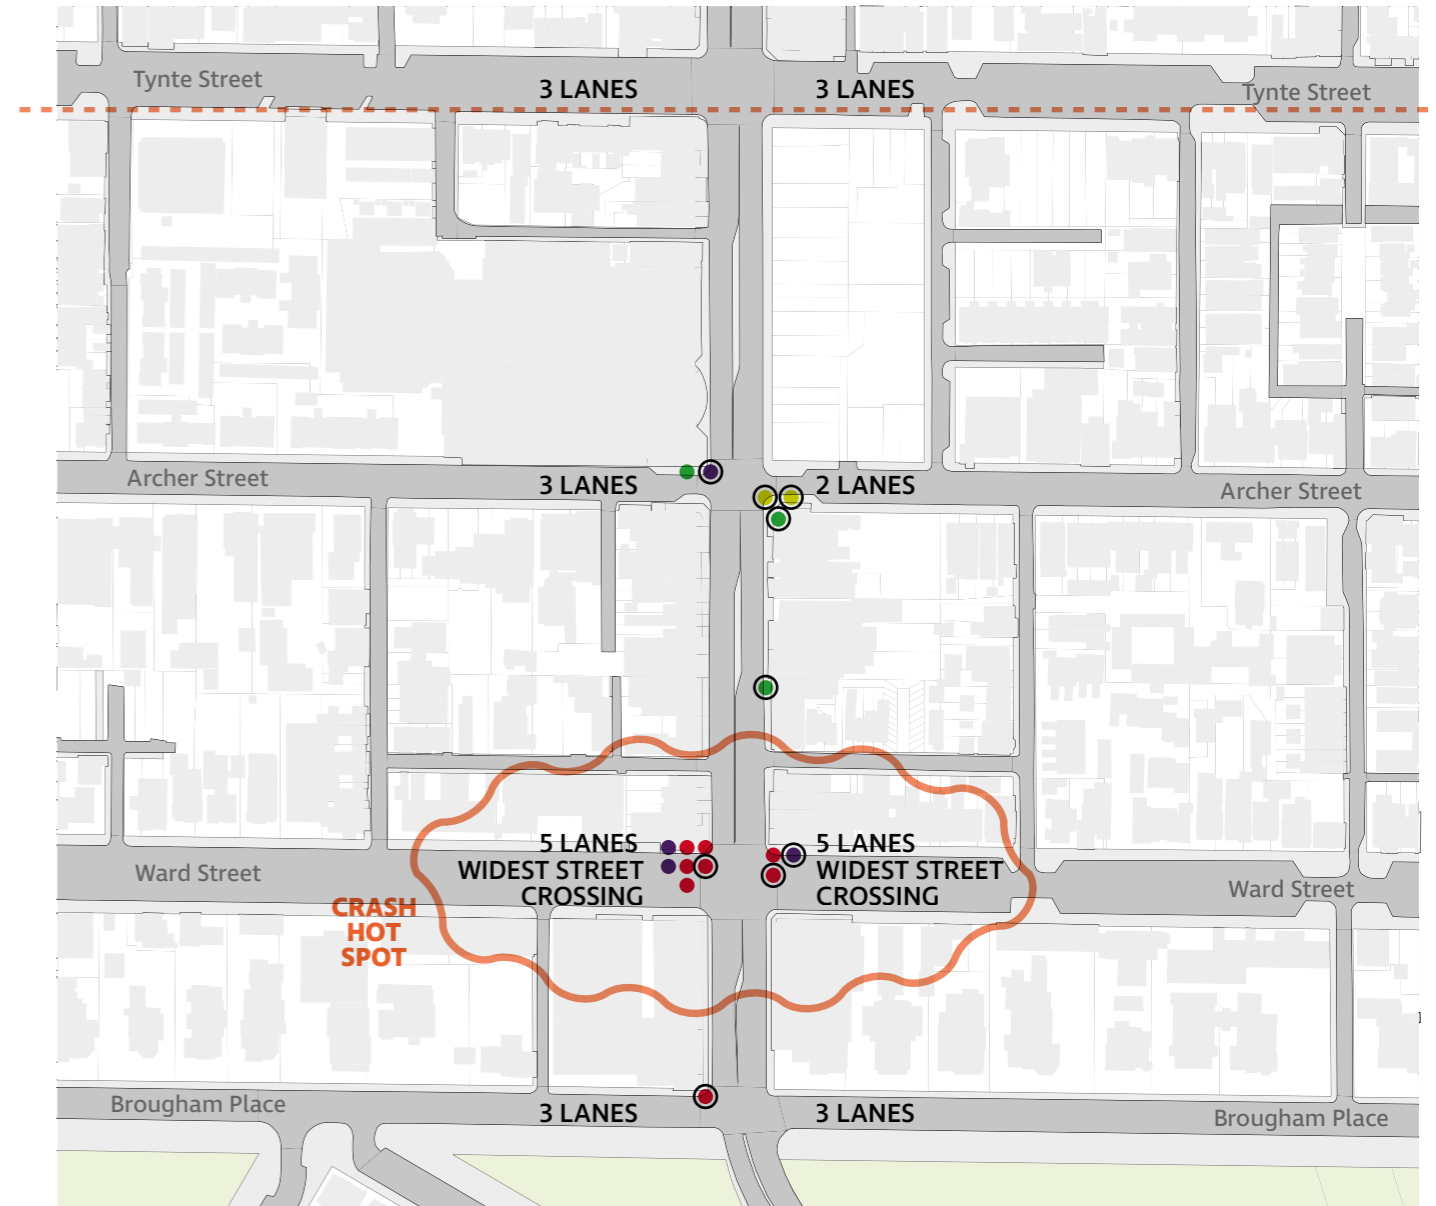 Tynte Street
3 LANES
3 LANES
Tynte Street
Archer Street
3 LANES
2 LANES
Archer Street
5 LANES
WIDEST STREET
CROSSING
5 LANES
WIDEST STREET
CROSSING
Ward Street
Ward Street
CRASH
HOT
SPOT
Brougham Place
3 LANES
3 LANES
Brougham Place